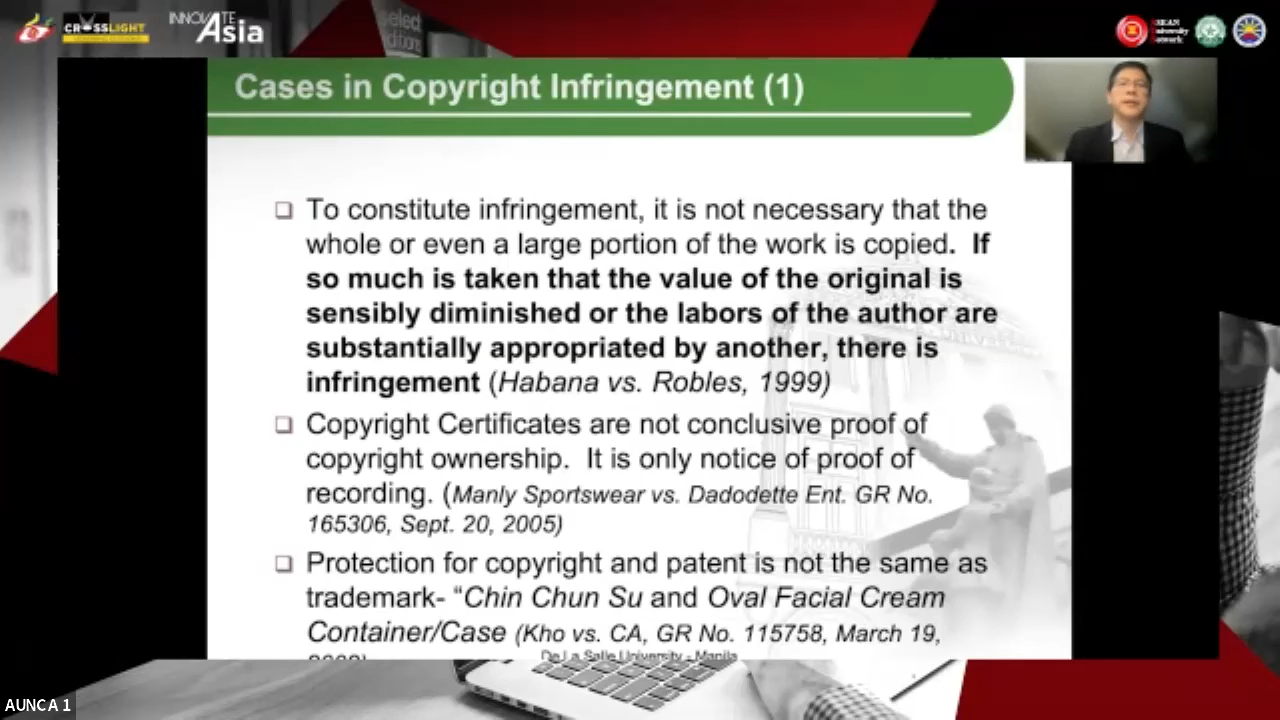 CROSSLIGHT
INNOVATE
Asia
select
ASEAN
University
Network
Cases in Copyright Infringement (1)
❑ To constitute infringement, it is not necessary that the
whole or even a large portion of the work is copied. If
so much is taken that the value of the original is
sensibly diminished or the labors of the author are
substantially appropriated by another, there is
infringement (Habana vs. Robles, 1999)
❑ Copyright Certificates are not conclusive proof of
copyright ownership. It is only notice of proof of
recording. (Manly Sportswear vs. Dadodette Ent. GR No.
165306, Sept. 20, 2005)
❑ Protection for copyright and patent is not the same as
trademark- “Chin Chun Su and Oval Facial Cream
Container/Case (Kho vs. CA, GR No. 115758, March 19,
De La Salle University - Manila
AUNCA 1